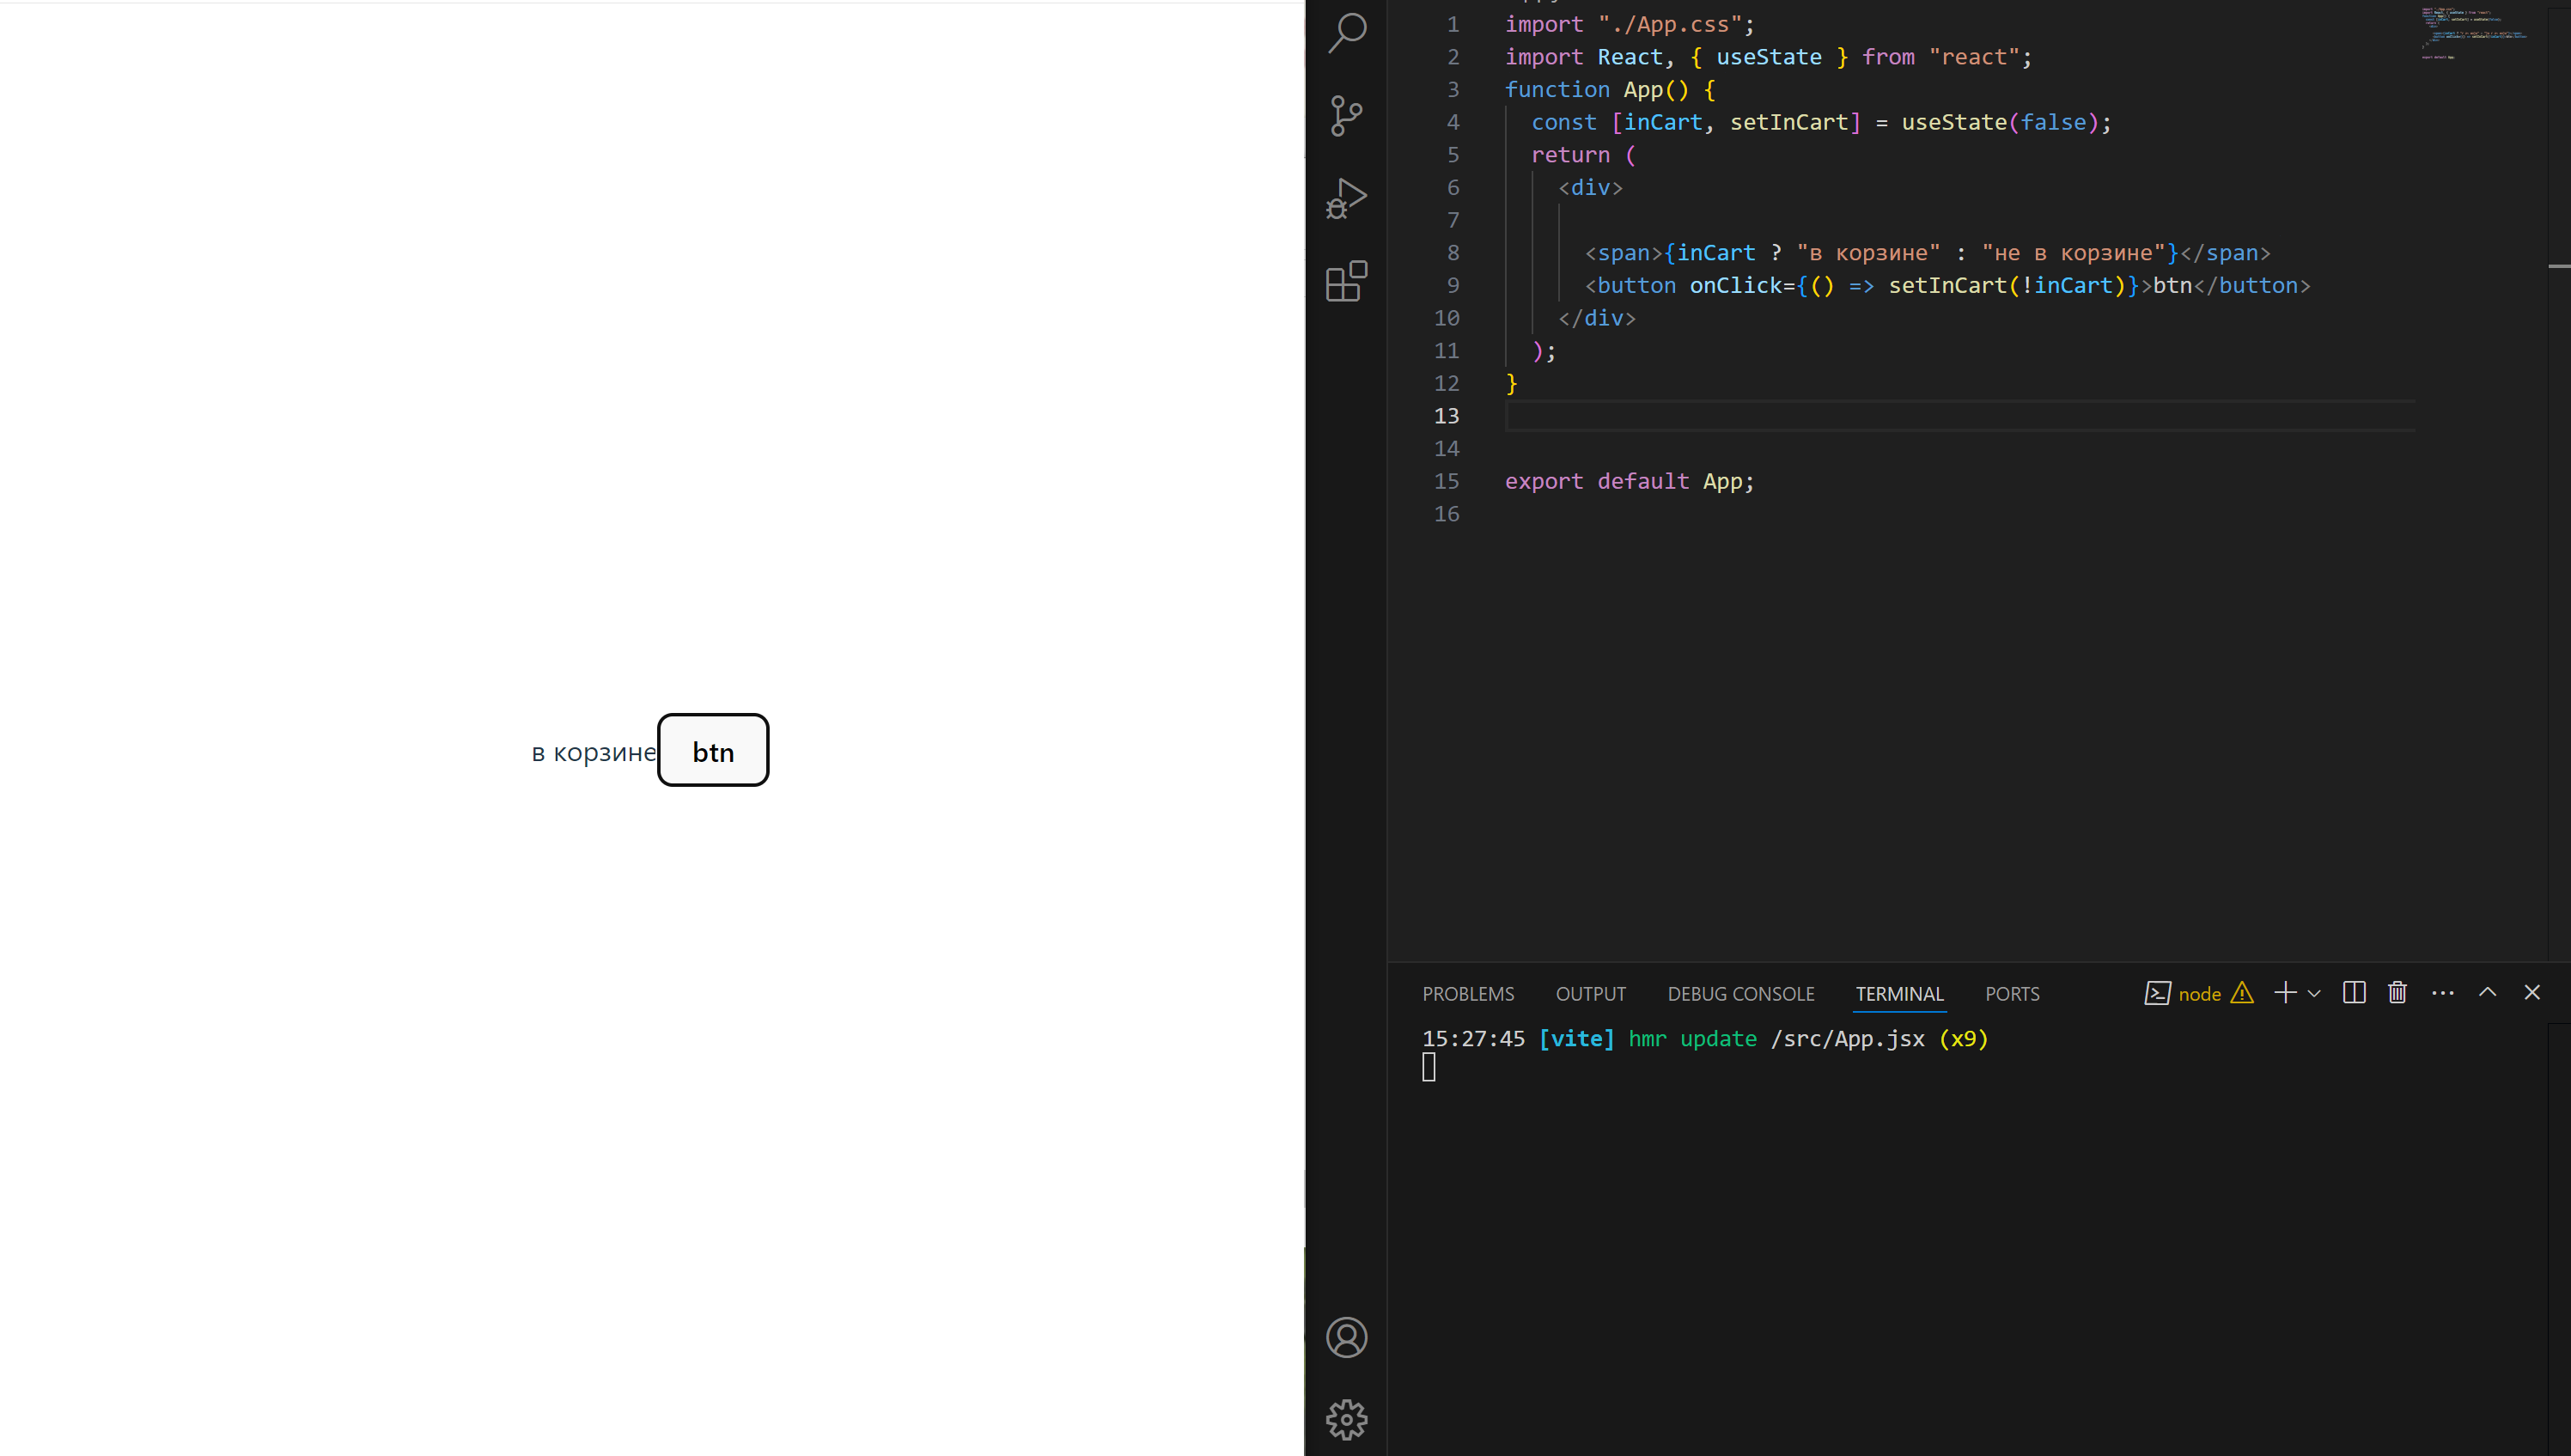 в корзине btn
1 import "./App.css";
2 import React, { useState } from "react";
3 function App() {
4 const [inCart, setInCart] = useState(false);
5 return (
6 <div>
7
8 <span>{inCart ? "в корзине" : "не в корзине"}</span>
9 <button onClick={() => setInCart(!inCart)}>btn</button>
10 </div>
11 );
12 }
13
14
15 export default App;
16
PROBLEMS OUTPUT DEBUG CONSOLE TERMINAL PORTS node
15:27:45 [vite] hmr update /src/App.jsx (x9)